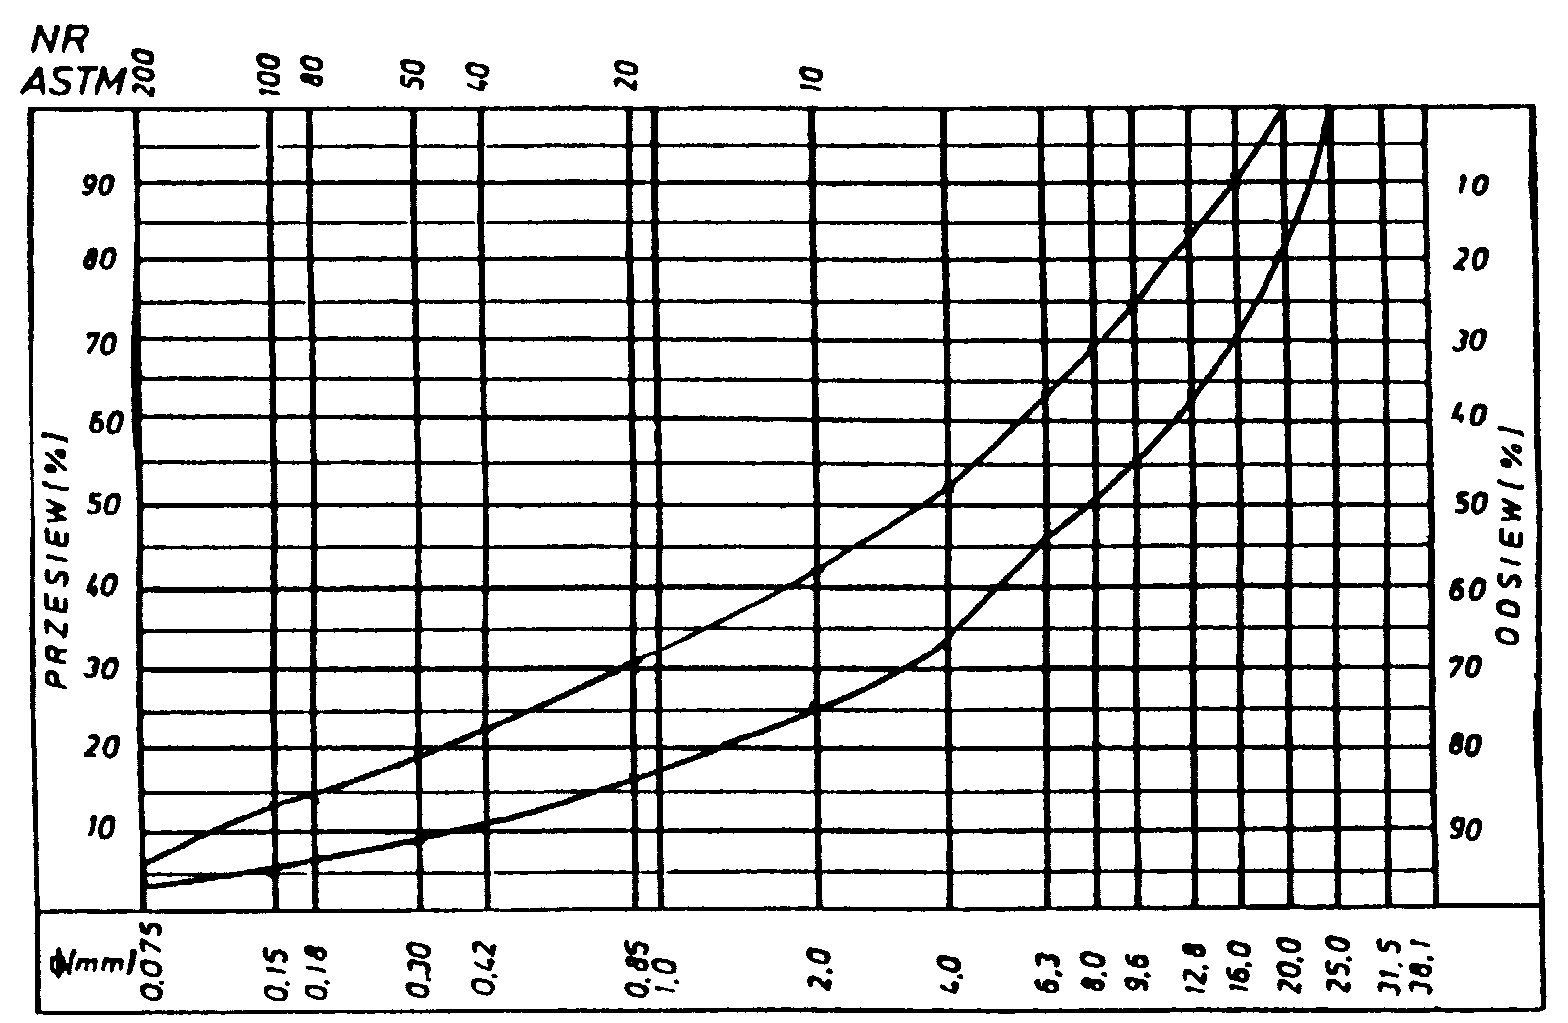 NR
ASTM 200 100 80 50 40 20 10
90 10
80 20
70 30
60 40
50 50
40 60
30 70
20 80
10 90
PRZESIEW [%]
ODSIEW [%]
ϕ[mm] 0.075 0,15 0,18 0,30 0,42 0,85 1,0 2,0 4,0 6,3 8,0 9,6 12,8 16,0 20,0 25,0 31,5 38,1